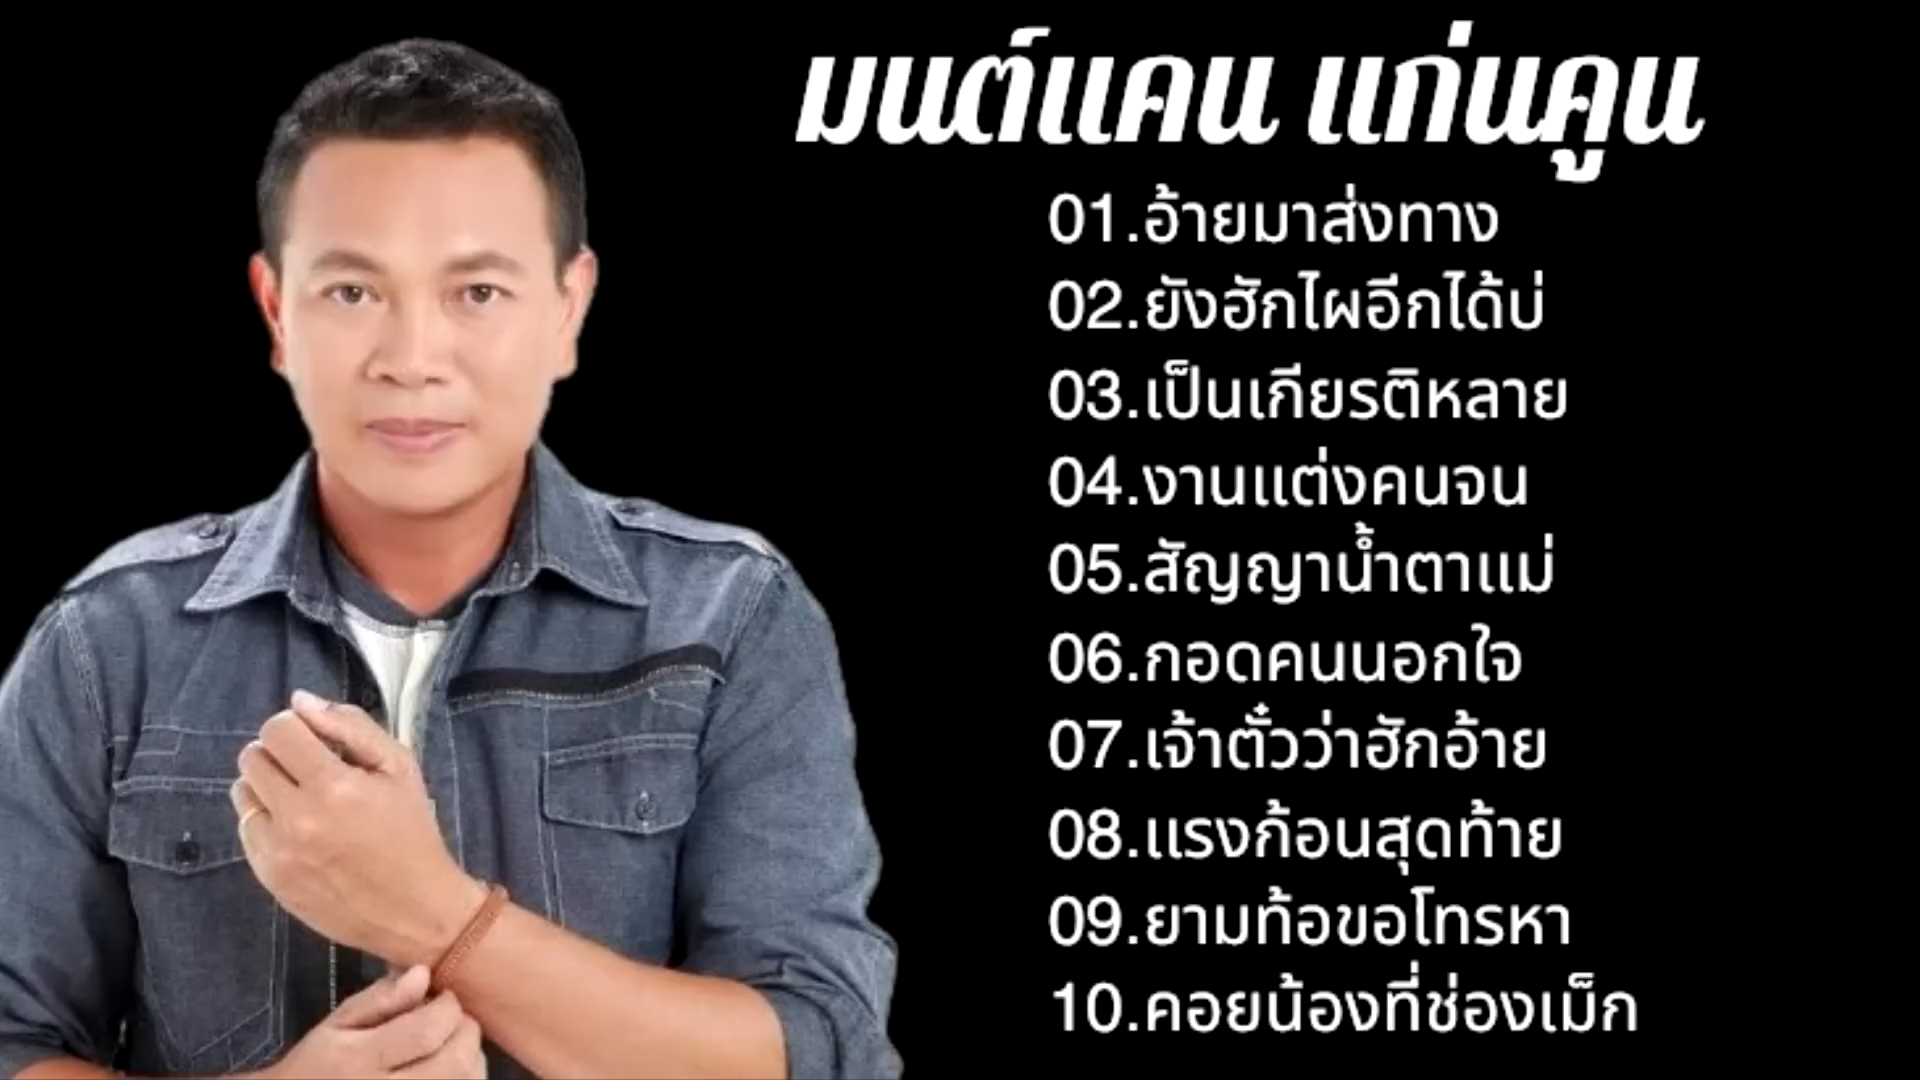 มนต์แคน แก่นคูน
01.อ้ายมาส่งทาง
02.ยังฮักไผอีกได้บ่
03.เป็นเกียรติหลาย
04.งานแต่งคนจน
05.สัญญาน้ำตาแม่
06.กอดคนนอกใจ
07.เจ้าตั๋วว่าฮักอ้าย
08.แรงก้อนสุดท้าย
09.ยามท้อขอโทรหา
10.คอยน้องที่ช่องเม็ก